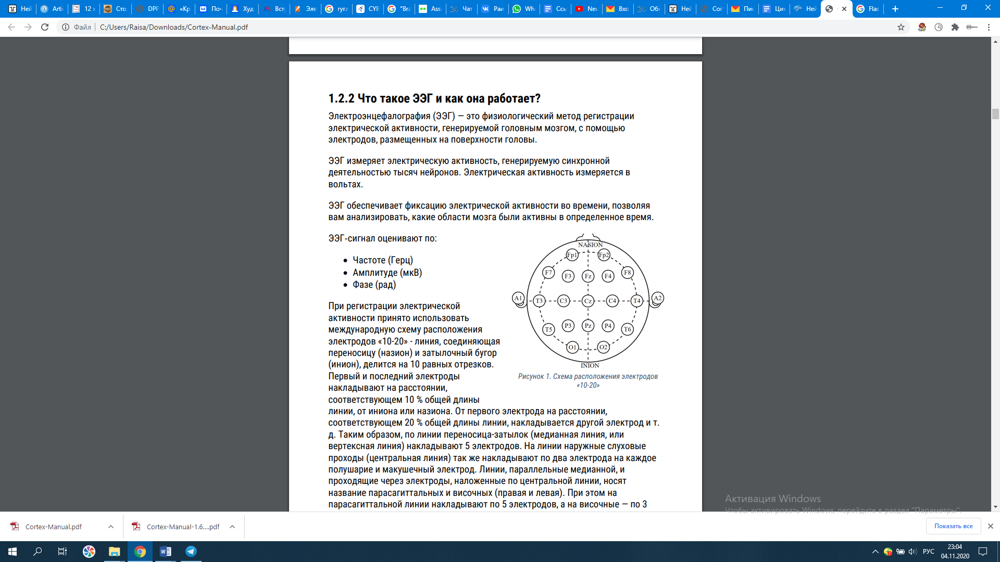 Ней
Arti
12 х
Сто
DPP
«Кр
Поч
Худ
Всту
Эле
гугл
CYB
"Bra
Assi
Чат
Раи
Wha
Ссы
Neu
Вхо
Общ
Ней
Cor
Пис
Цик
Ней
Flas
Файл
C:/Users/Raisa/Downloads/Cortex-Manual.pdf
1.2.2 Что такое ЭЭГ и как она работает?
Электроэнцефалография (ЭЭГ) — это физиологический метод регистрации
электрической активности, генерируемой головным мозгом, с помощью
электродов, размещенных на поверхности головы.
ЭЭГ измеряет электрическую активность, генерируемую синхронной
деятельностью тысяч нейронов. Электрическая активность измеряется в
вольтах.
ЭЭГ обеспечивает фиксацию электрической активности во времени, позволяя
вам анализировать, какие области мозга были активны в определенное время.
ЭЭГ-сигнал оценивают по:
• Частоте (Герц)
• Амплитуде (мкВ)
• Фазе (рад)
При регистрации электрической
активности принято использовать
международную схему расположения
электродов «10-20» - линия, соединяющая
переносицу (назион) и затылочный бугор
(инион), делится на 10 равных отрезков.
Первый и последний электроды
накладывают на расстоянии,
соответствующем 10 % общей длины
NASION
Fp1 Fp2
F7 F3 Fz F4 F8
A1 T3 C3 Cz C4 T4 A2
T5 P3 Pz P4 T6
O1 O2
INION
Рисунок 1. Схема расположения электродов
«10-20»
линии, от иниона или назиона. От первого электрода на расстоянии,
соответствующем 20 % общей длины линии, накладывается другой электрод и т.
д. Таким образом, по линии переносица-затылок (медианная линия, или
вертексная линия) накладывают 5 электродов. На линии наружные слуховые
проходы (центральная линия) так же накладывают по два электрода на каждое
полушарие и макушечный электрод. Линии, параллельные медианной, и
проходящие через электроды, наложенные по центральной линии, носят
название парасагиттальных и височных (правая и левая). При этом на
парасагиттальной линии накладывают по 5 электродов, а на височные — по 3
Активация Windows
Чтобы активировать Windows, перейдите в раздел "Параметры".
Cortex-Manual.pdf
Cortex-Manual-1.6....pdf
Показать все
РУС
23:04
04.11.2020